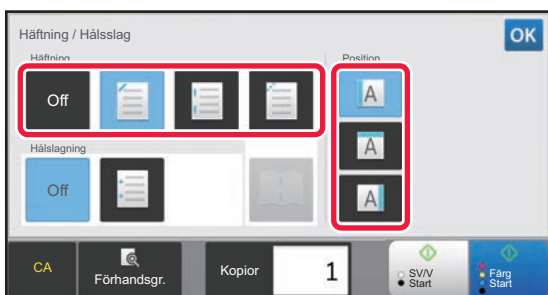 Häftning / Hålsslag
OK
Häftning
Position
Off
A
A
A
Hålslagning
Off
CA
Förhandsgr.
Kopior
1
SV/V
Start
Färg
Start